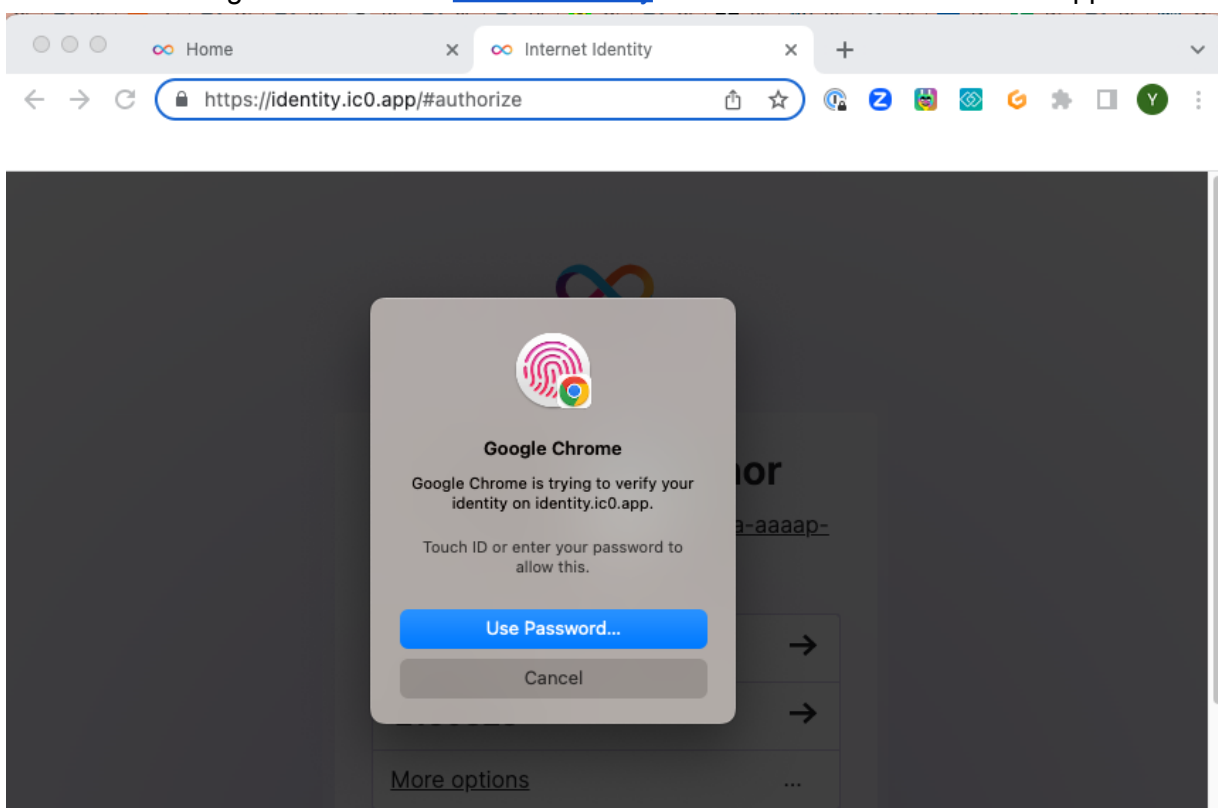 Home
Internet Identity
https://identity.ic0.app/#authorize
Y
Google Chrome
Google Chrome is trying to verify your
identity on identity.ic0.app.
or
a-aaaap-
Touch ID or enter your password to
allow this.
Use Password...
Cancel
More options
...